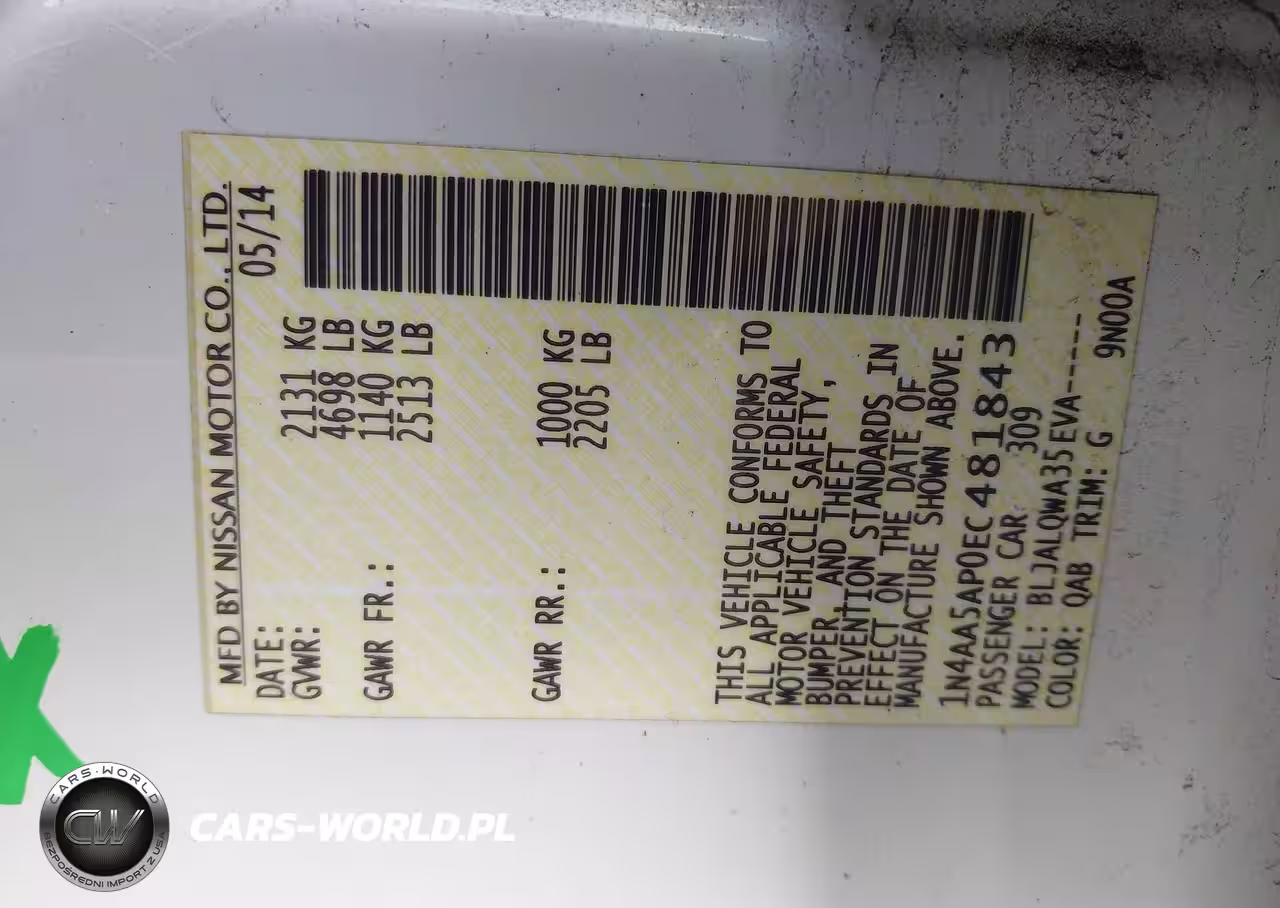 MFD BY NISSAN MOTOR CO., LTD.
DATE: 05/14
GVWR: 2131 KG
4698 LB
GAWR FR.: 1140 KG
2513 LB
GAWR RR.: 1000 KG
2205 LB
THIS VEHICLE CONFORMS TO
ALL APPLICABLE FEDERAL
MOTOR VEHICLE SAFETY,
BUMPER, AND THEFT
PREVENTION STANDARDS IN
EFFECT ON THE DATE OF
MANUFACTURE SHOWN ABOVE.
1N4AA5AP0EC481843
PASSENGER CAR 309
MODEL: BLJALQWA35EVA-----
COLOR: QAB TRIM: G 9N00A
CARS-WORLD
CW
BEZPOŚREDNI IMPORT Z USA
CARS-WORLD.PL